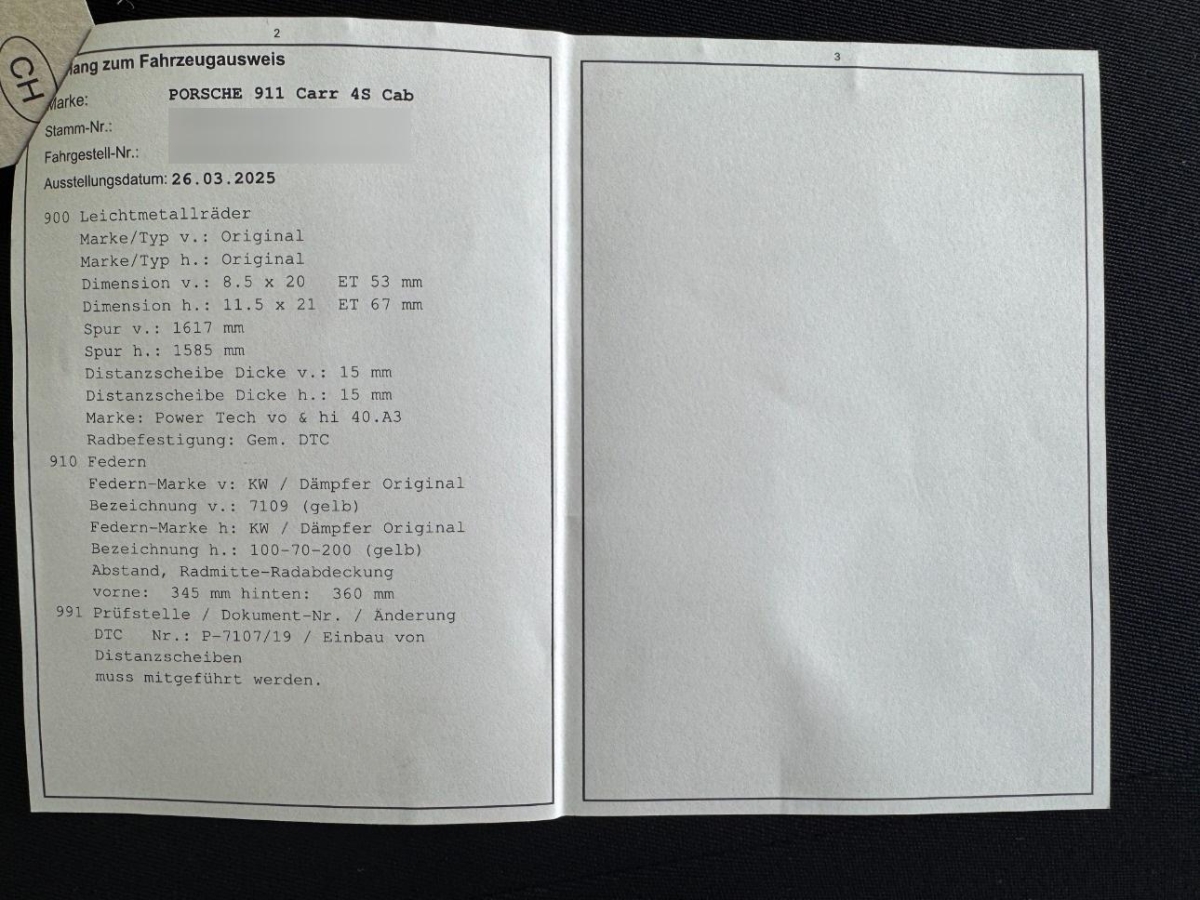 CH
2
hang zum Fahrzeugausweis
Marke: PORSCHE 911 Carr 4S Cab
Stamm-Nr.:
Fahrgestell-Nr.:
Ausstellungsdatum: 26.03.2025
900 Leichtmetallräder
Marke/Typ v.: Original
Marke/Typ h.: Original
Dimension v.: 8.5 x 20 ET 53 mm
Dimension h.: 11.5 x 21 ET 67 mm
Spur v.: 1617 mm
Spur h.: 1585 mm
Distanzscheibe Dicke v.: 15 mm
Distanzscheibe Dicke h.: 15 mm
Marke: Power Tech vo & hi 40.A3
Radbefestigung: Gem. DTC
910 Federn
Federn-Marke v: KW / Dämpfer Original
Bezeichnung v.: 7109 (gelb)
Federn-Marke h: KW / Dämpfer Original
Bezeichnung h.: 100-70-200 (gelb)
Abstand, Radmitte-Radabdeckung
vorne: 345 mm hinten: 360 mm
991 Prüfstelle / Dokument-Nr. / Änderung
DTC Nr.: P-7107/19 / Einbau von
Distanzscheiben
muss mitgeführt werden.
3